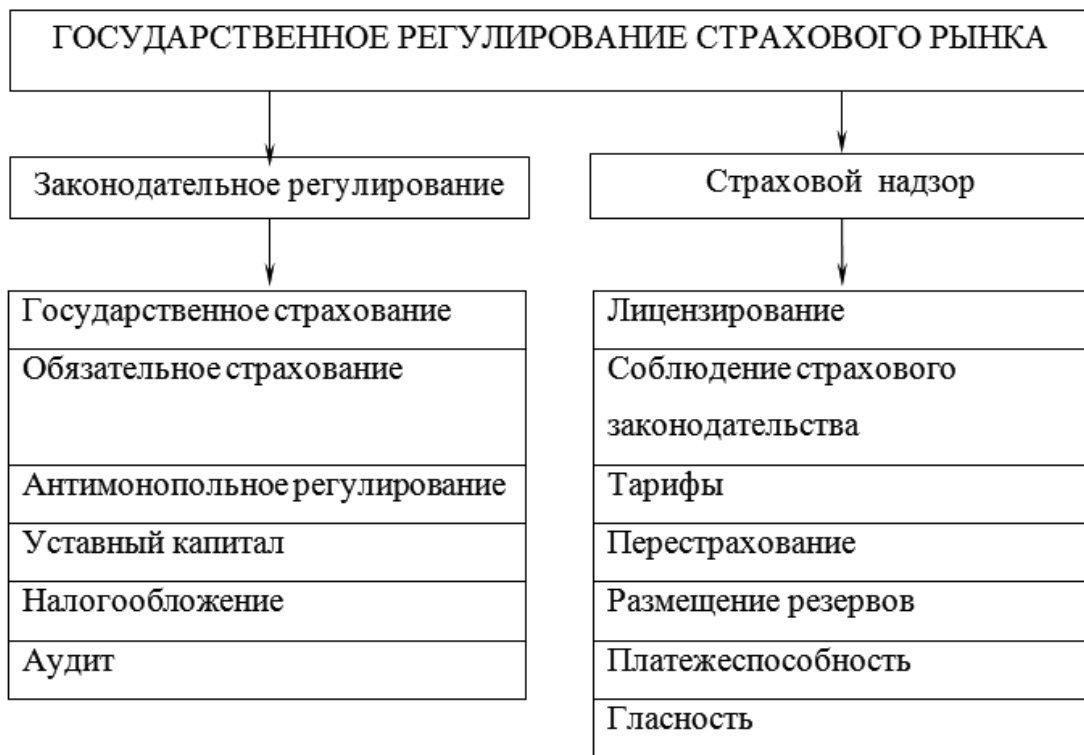 ГОСУДАРСТВЕННОЕ РЕГУЛИРОВАНИЕ СТРАХОВОГО РЫНКА
Законодательное регулирование
Государственное страхование
Обязательное страхование
Антимонопольное регулирование
Уставный капитал
Налогообложение
Аудит
Страховой надзор
Лицензирование
Соблюдение страхового
законодательства
Тарифы
Перестрахование
Размещение резервов
Платежеспособность
Гласность